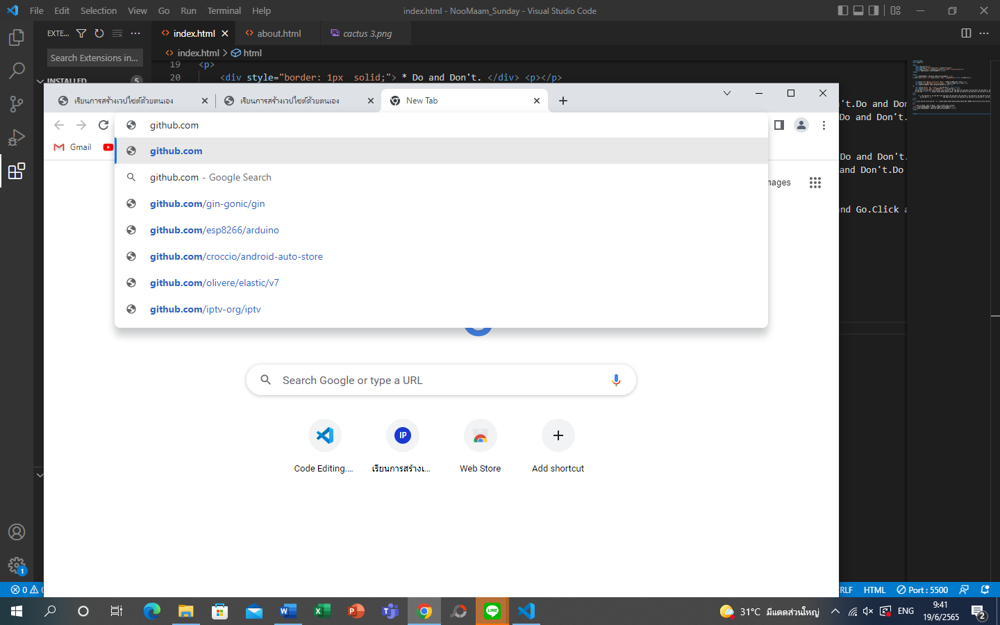 File Edit Selection View Go Run Terminal Help index.html - NooMaam_Sunday - Visual Studio Code
EXTE... index.html about.html cactus 3.png
Search Extensions in... index.html > html
19 <p>
INSTALLED 5 20 <div style="border: 1px  solid;"> * Do and Don't. </div> <p></p>
เรียนการสร้างเวปไซต์ด้วยตนเอง เรียนการสร้างเวปไซต์ด้วยตนเอง New Tab
't.Do and Don
github.com Do and Don't.
Gmail
github.com
Do and Don't.
and Don't.Do
github.com - Google Search
mages
github.com/gin-gonic/gin
nd Go.Click a
github.com/esp8266/arduino
github.com/croccio/android-auto-store
github.com/olivere/elastic/v7
github.com/iptv-org/iptv
Search Google or type a URL
IP
Code Editing.... เรียนการสร้างเ... Web Store Add shortcut
1
0 CRLF HTML Port : 5500
31°C มีแดดส่วนใหญ่ ENG 9:41
19/6/2565 2